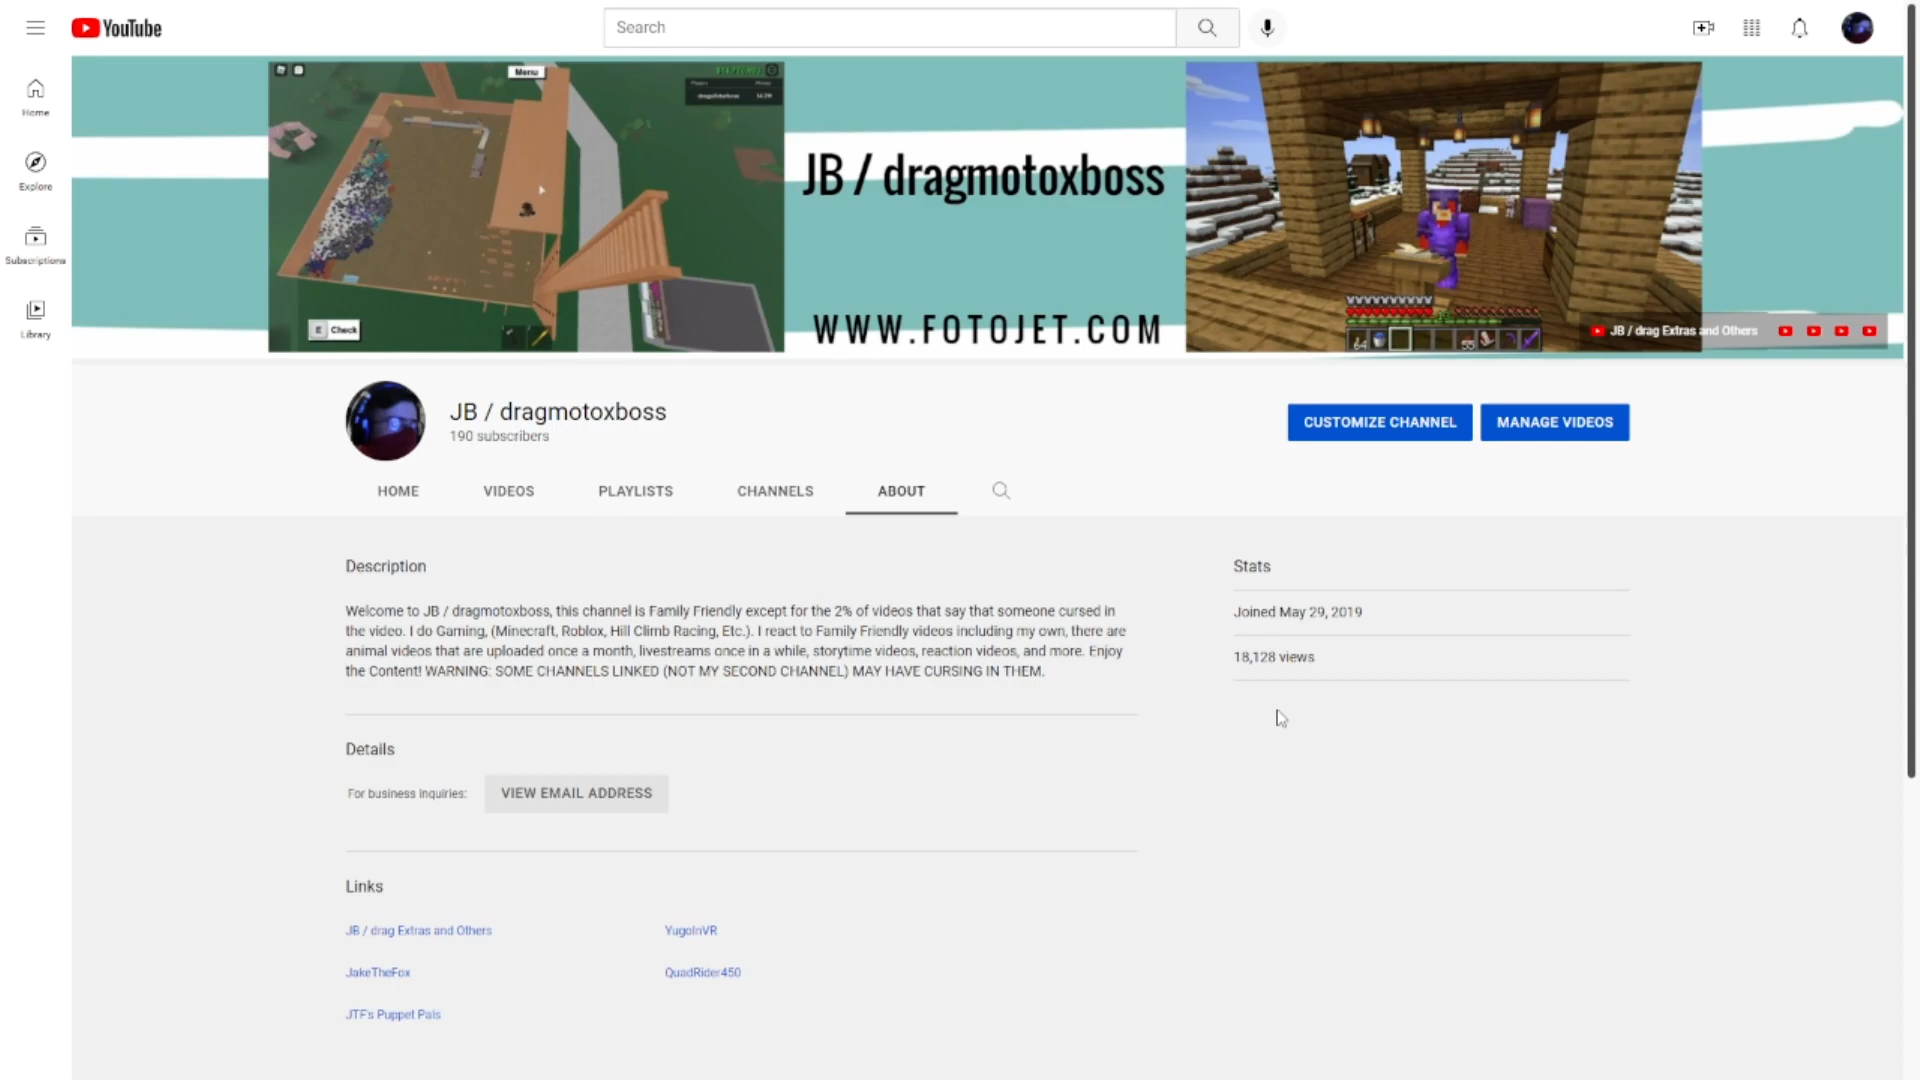 YouTube
Search
Home
Explore
Subscriptions
Library
Menu
E Check
JB / dragmotoxboss
WWW.FOTOJET.COM
64
55
JB / drag Extras and Others
JB / dragmotoxboss
190 subscribers
CUSTOMIZE CHANNEL
MANAGE VIDEOS
HOME
VIDEOS
PLAYLISTS
CHANNELS
ABOUT
Description
Welcome to JB / dragmotoxboss, this channel is Family Friendly except for the 2% of videos that say that someone cursed in
the video. I do Gaming, (Minecraft, Roblox, Hill Climb Racing, Etc.). I react to Family Friendly videos including my own, there are
animal videos that are uploaded once a month, livestreams once in a while, storytime videos, reaction videos, and more. Enjoy
the Content! WARNING: SOME CHANNELS LINKED (NOT MY SECOND CHANNEL) MAY HAVE CURSING IN THEM.
Stats
Joined May 29, 2019
18,128 views
Details
For business inquiries:
VIEW EMAIL ADDRESS
Links
JB / drag Extras and Others
YugoInVR
JakeTheFox
QuadRider450
JTF's Puppet Pals